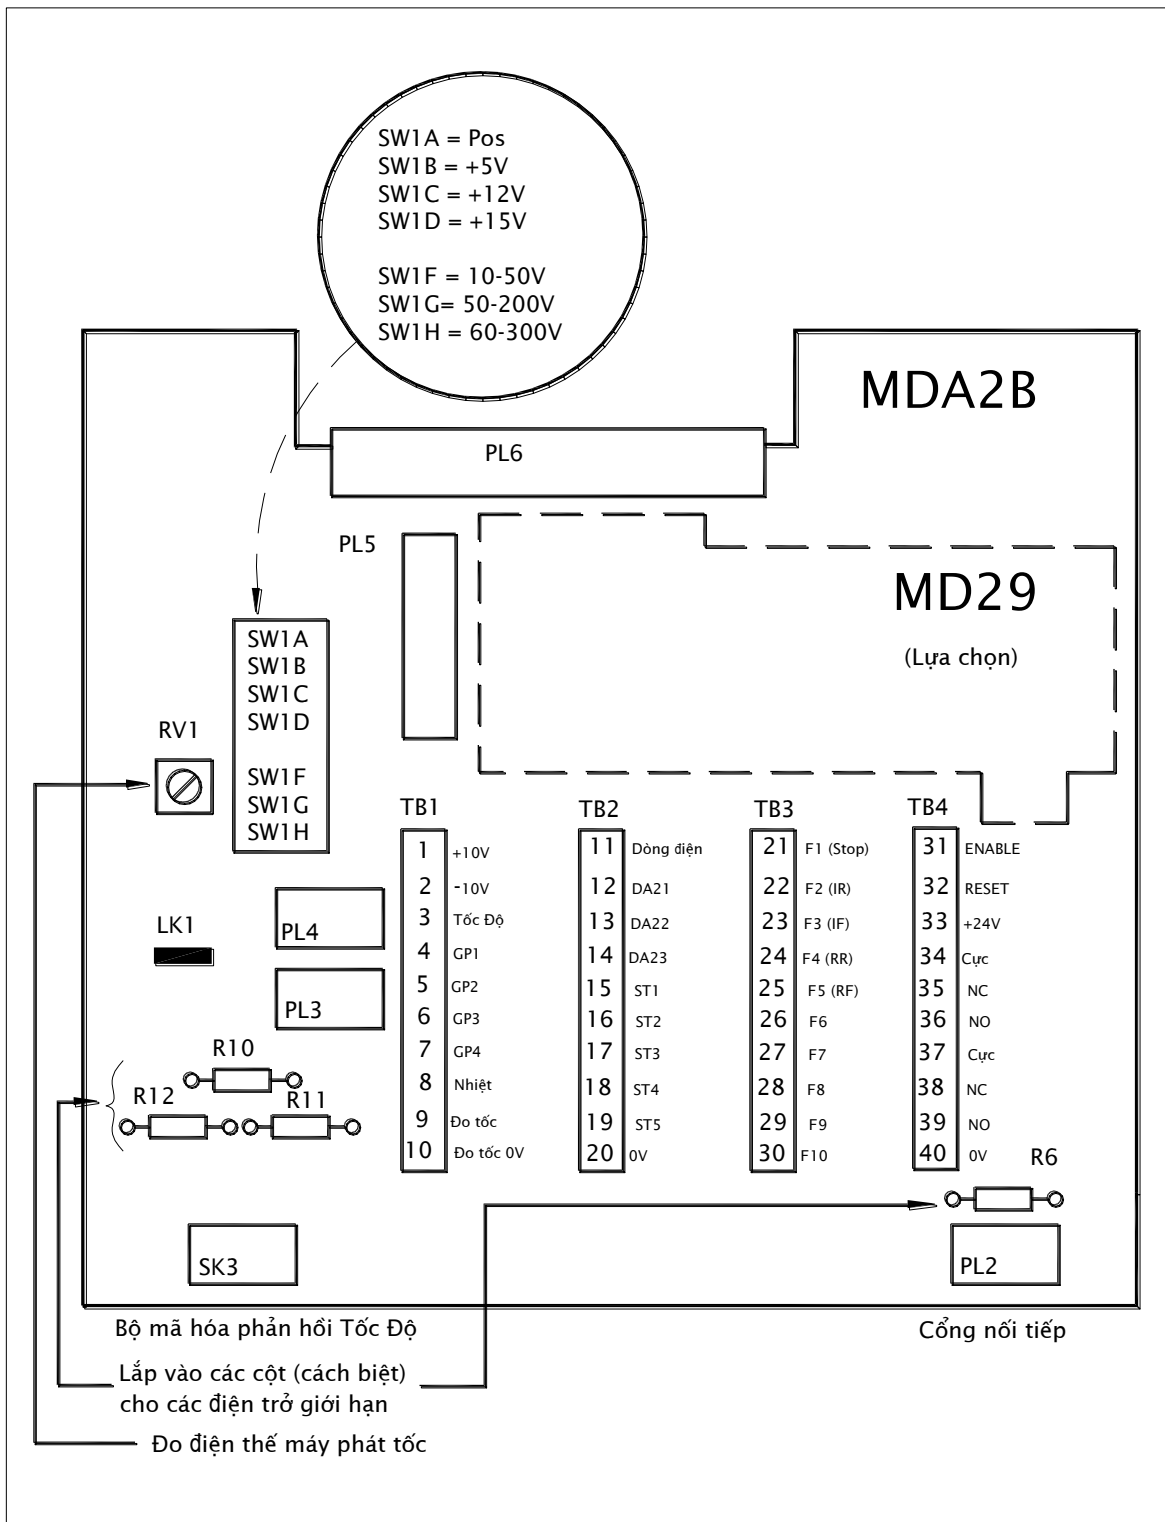 SW1A = Pos
SW1B = +5V
SW1C = +12V
SW1D = +15V
SW1F = 10-50V
SW1G= 50-200V
SW1H = 60-300V
MDA2B
PL6
PL5
MD29
(Lựa chọn)
SW1A
SW1B
SW1C
SW1D
SW1F
SW1G
SW1H
RV1
LK1
PL4
PL3
R10
R12
R11
SK3
TB1
1 +10V
2 -10V
3 Tốc Độ
4 GP1
5 GP2
6 GP3
7 GP4
8 Nhiệt
9 Đo tốc
10 Đo tốc 0V
TB2
11 Dòng điện
12 DA21
13 DA22
14 DA23
15 ST1
16 ST2
17 ST3
18 ST4
19 ST5
20 0V
TB3
21 F1 (Stop)
22 F2 (IR)
23 F3 (IF)
24 F4 (RR)
25 F5 (RF)
26 F6
27 F7
28 F8
29 F9
30 F10
TB4
31 ENABLE
32 RESET
33 +24V
34 Cực
35 NC
36 NO
37 Cực
38 NC
39 NO
40 0V
R6
PL2
Bộ mã hóa phản hồi Tốc Độ
Cổng nối tiếp
Lắp vào các cột (cách biệt)
cho các điện trở giới hạn
Đo điện thế máy phát tốc